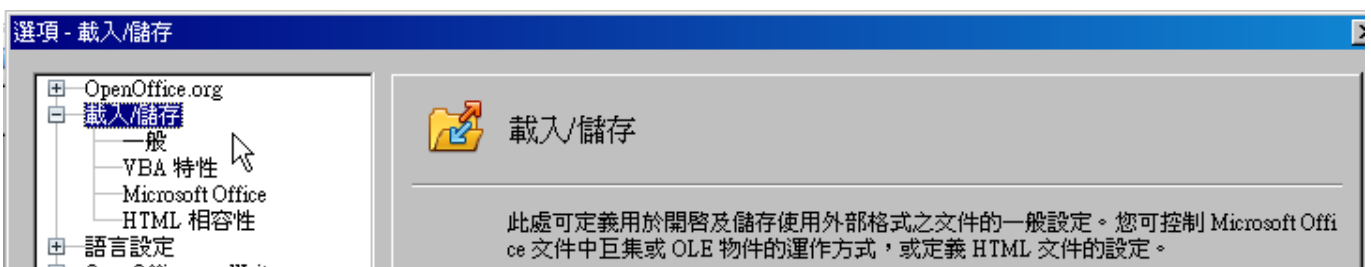 選項 - 載入/儲存
OpenOffice.org
載入/儲存
一般
VBA 特性
Microsoft Office
HTML 相容性
語言設定
載入/儲存
此處可定義用於開啓及儲存使用外部格式之文件的一般設定。您可控制 Microsoft Offi
ce 文件中巨集或 OLE 物件的運作方式，或定義 HTML 文件的設定。